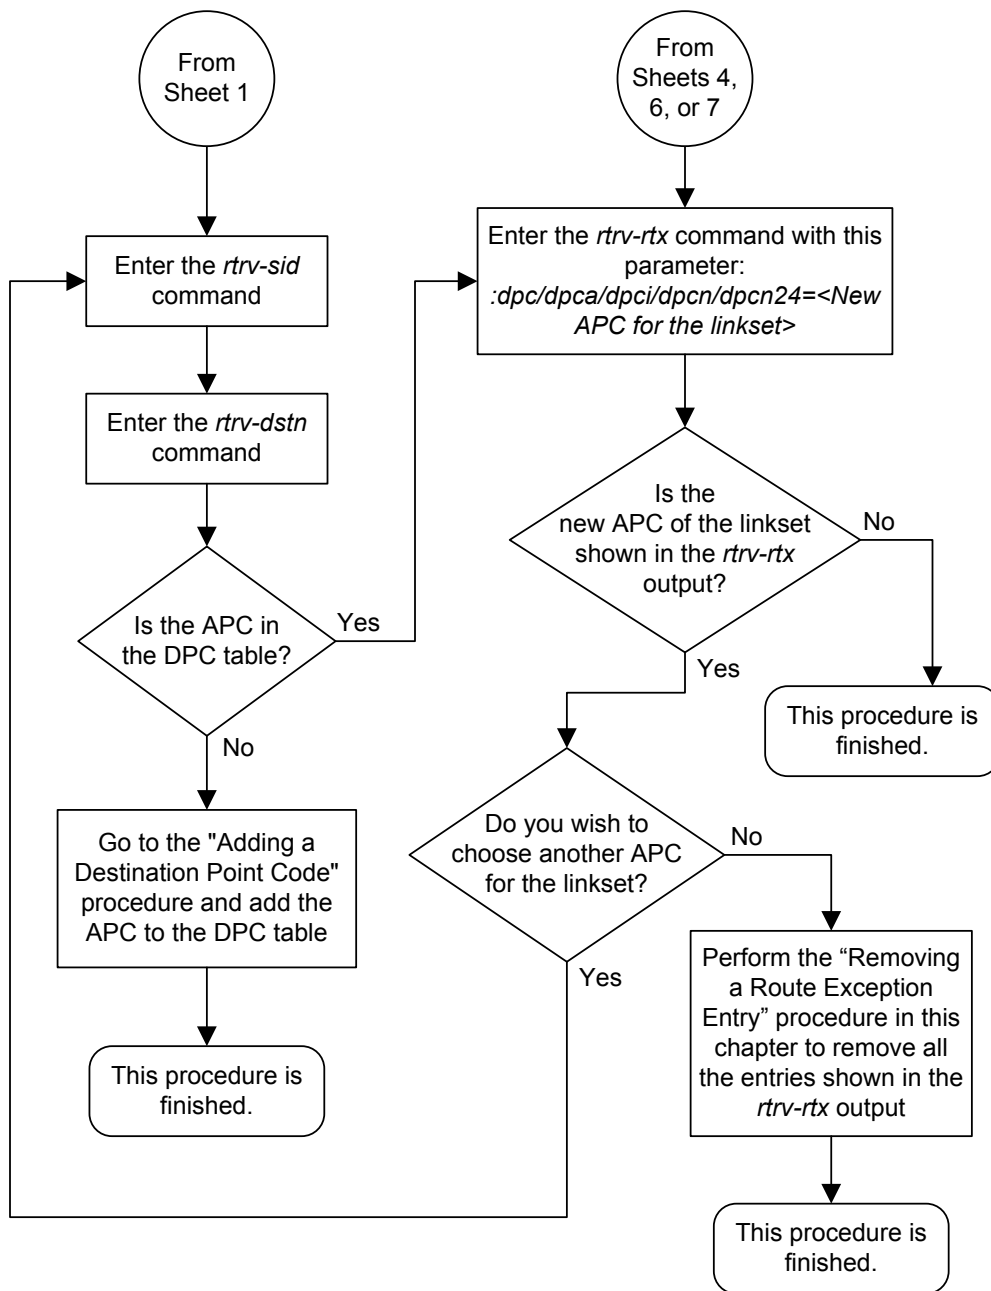 From
Sheet 1
From
Sheets 4,
6, or 7
Enter the rtrv-sid
command
Enter the rtrv-rtx command with this
parameter:
:dpc/dpca/dpci/dpcn/dpcn24=<New
APC for the linkset>
Enter the rtrv-dstn
command
Is the
new APC of the linkset
shown in the rtrv-rtx
output?
No
Is the APC in
the DPC table?
Yes
Yes
No
This procedure is
finished.
Go to the "Adding a
Destination Point Code"
procedure and add the
APC to the DPC table
Do you wish to
choose another APC
for the linkset?
No
Yes
Perform the “Removing
a Route Exception
Entry” procedure in this
chapter to remove all
the entries shown in the
rtrv-rtx output
This procedure is
finished.
This procedure is
finished.